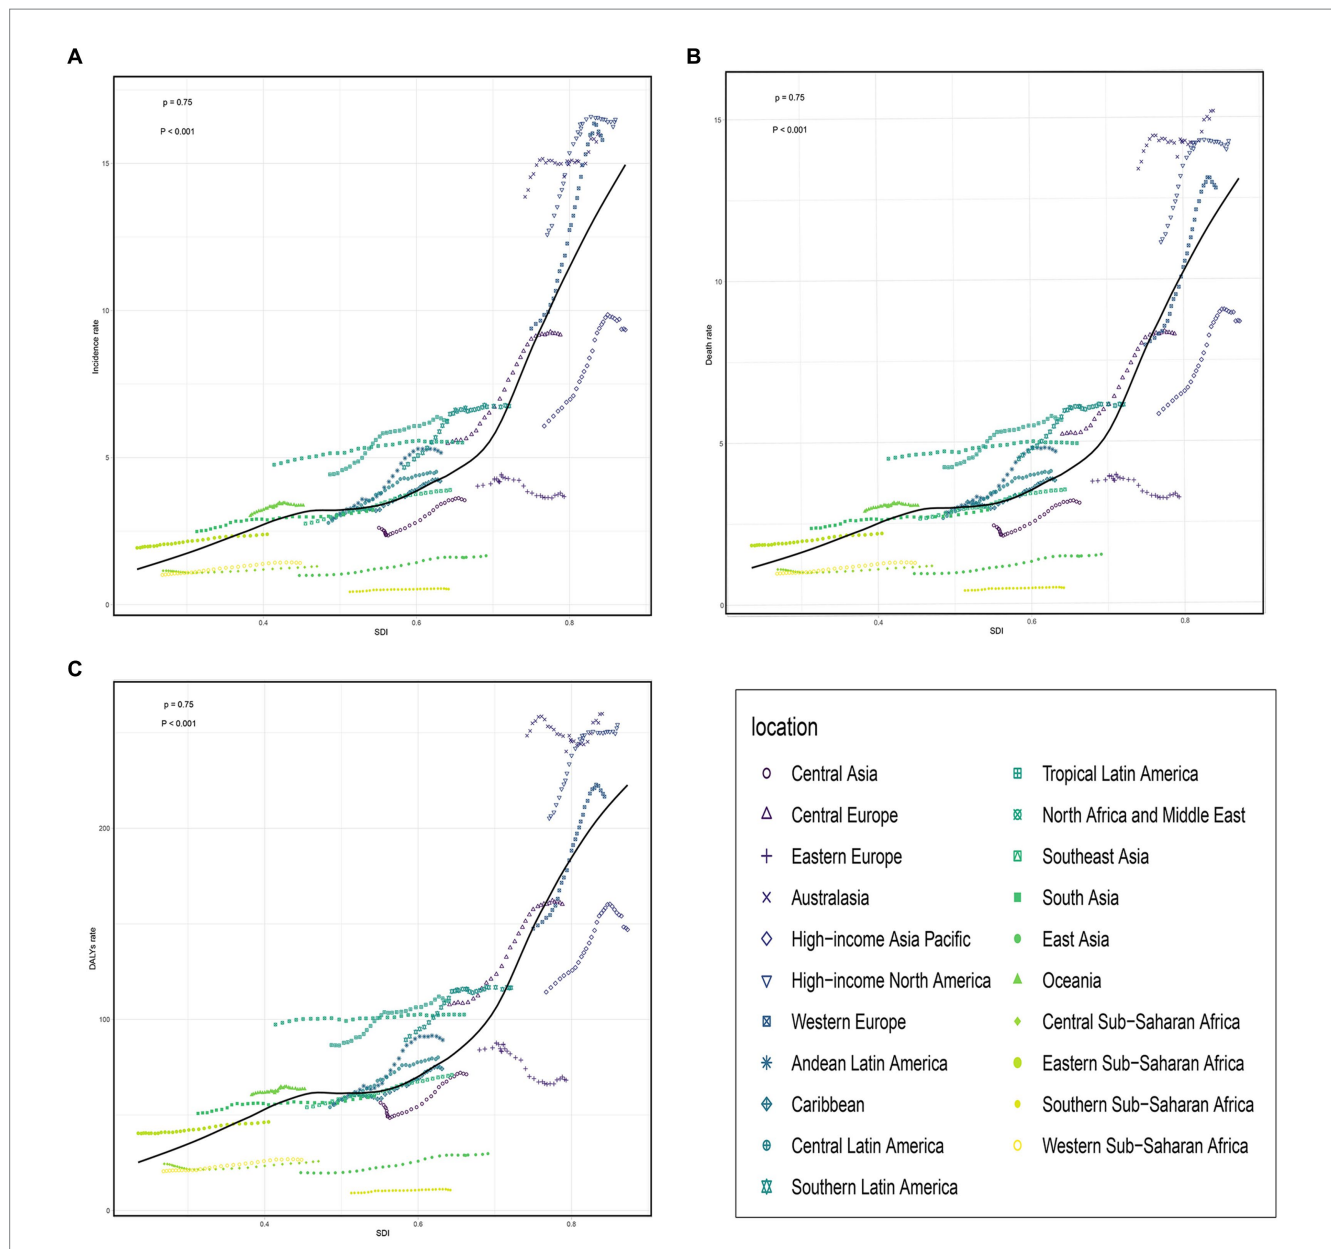 A
p = 0.75
P < 0.001
15
10
5
0
Incidence rate
0.4
0.6
0.8
SDI
B
p = 0.75
P < 0.001
15
10
5
0
Death rate
0.4
0.6
0.8
SDI
C
p = 0.75
P < 0.001
200
100
0
DALYs rate
0.4
0.6
0.8
SDI
location
Central Asia
Central Europe
Eastern Europe
Australasia
High-income Asia Pacific
High-income North America
Western Europe
Andean Latin America
Caribbean
Central Latin America
Southern Latin America
Tropical Latin America
North Africa and Middle East
Southeast Asia
South Asia
East Asia
Oceania
Central Sub-Saharan Africa
Eastern Sub-Saharan Africa
Southern Sub-Saharan Africa
Western Sub-Saharan Africa